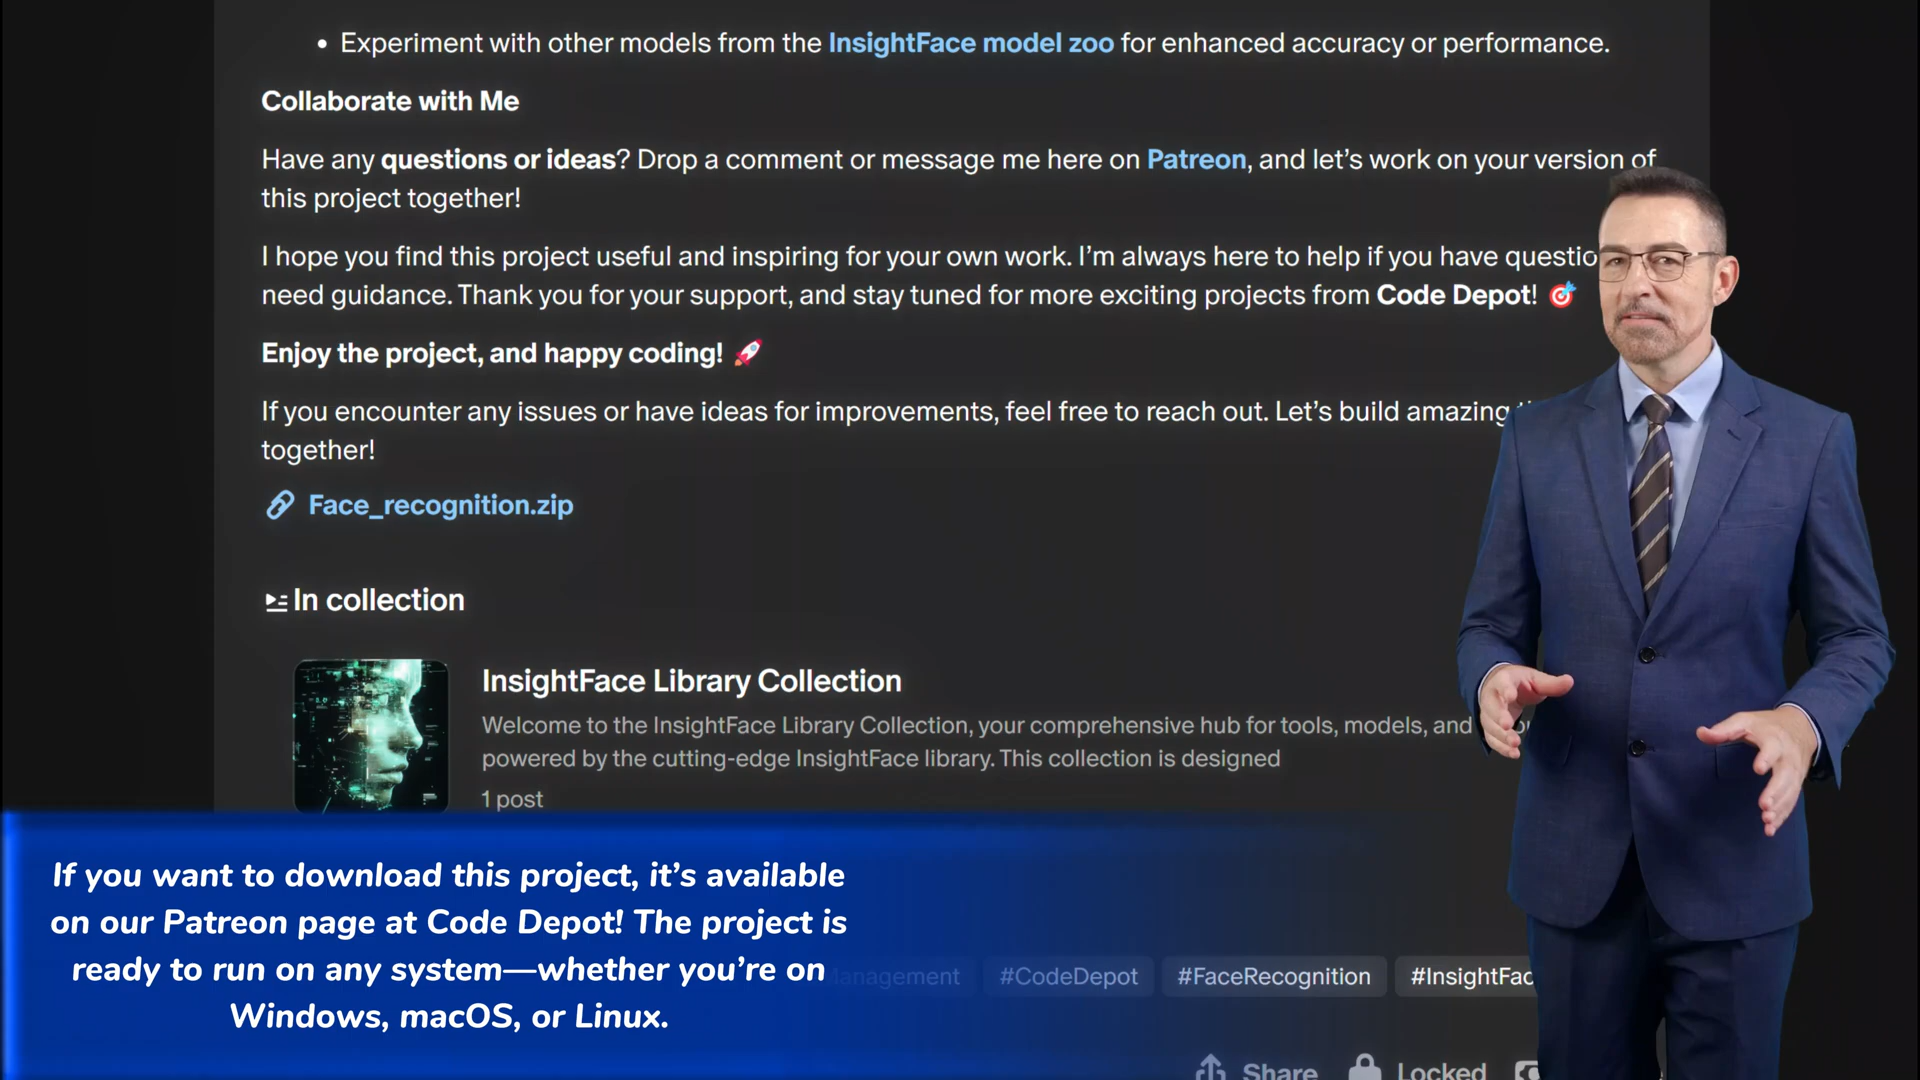 Experiment with other models from the InsightFace model zoo for enhanced accuracy or performance.
Collaborate with Me
Have any questions or ideas? Drop a comment or message me here on Patreon, and let’s work on your version of
this project together!
I hope you find this project useful and inspiring for your own work. I’m always here to help if you have questio
need guidance. Thank you for your support, and stay tuned for more exciting projects from Code Depot! 🎯
Enjoy the project, and happy coding! 🚀
If you encounter any issues or have ideas for improvements, feel free to reach out. Let’s build amazing
together!
Face_recognition.zip
In collection
InsightFace Library Collection
Welcome to the InsightFace Library Collection, your comprehensive hub for tools, models, and
powered by the cutting-edge InsightFace library. This collection is designed
1 post
If you want to download this project, it’s available
on our Patreon page at Code Depot! The project is
ready to run on any system—whether you’re on
Windows, macOS, or Linux.
anagement #CodeDepot #FaceRecognition #InsightFac
Share Locked